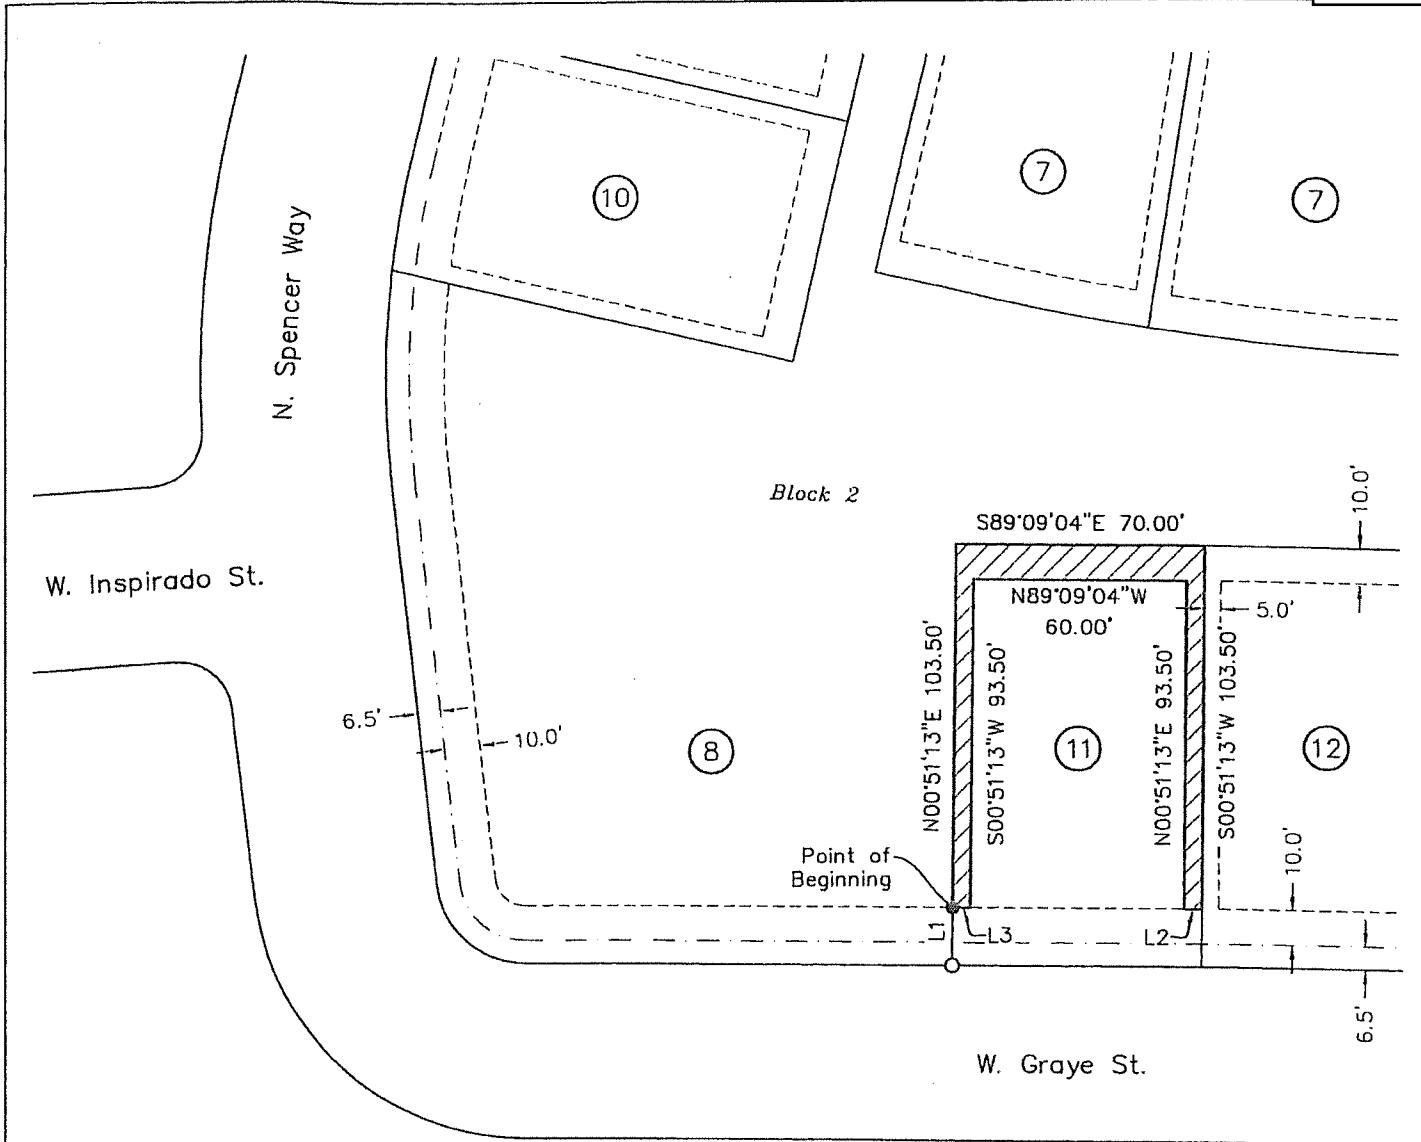 10
7
7
N. Spencer Way
Block 2
10.0'
S89°09'04"E 70.00'
W. Inspirado St.
N89°09'04"W
60.00'
5.0'
N00°51'13"E 103.50'
S00°51'13"W 93.50'
N00°51'13"E 93.50'
S00°51'13"W 103.50'
6.5'
10.0'
8
11
12
Point of
Beginning
10.0'
L1
L3
L2
6.5'
W. Graye St.